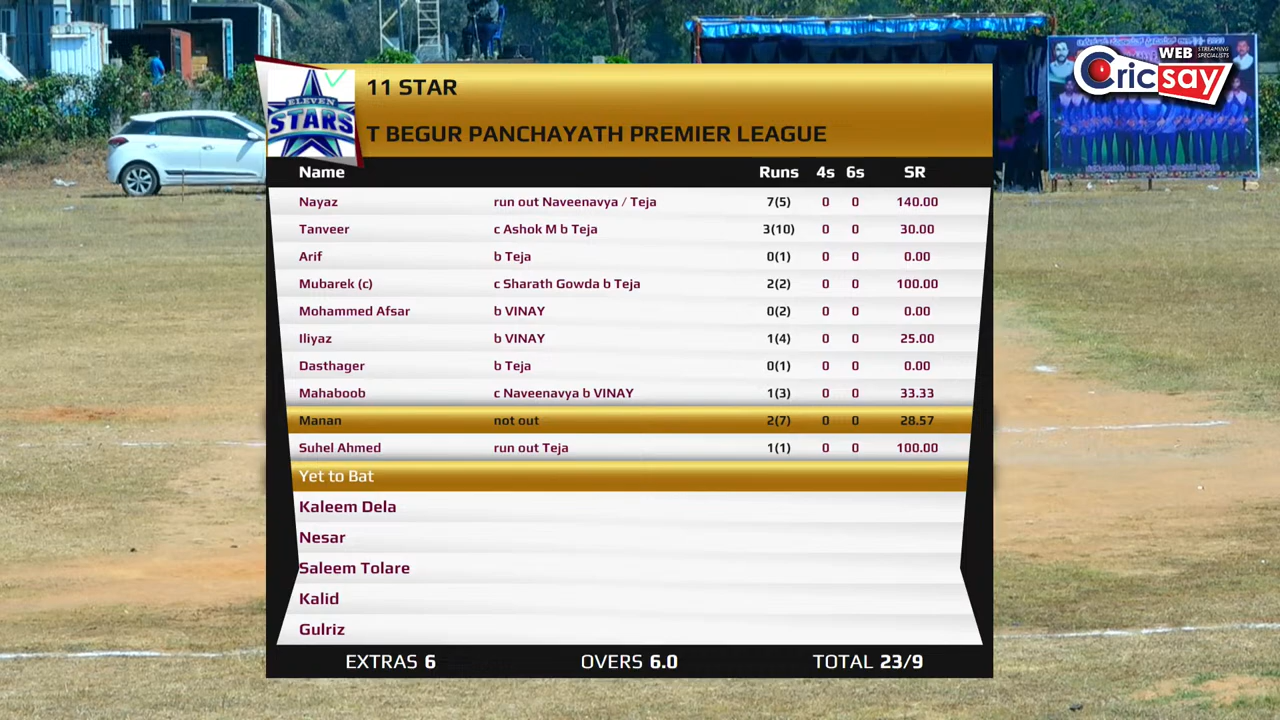 WEB STREAMING SPECIALISTS
Cricsay
ELEVEN
STARS
11 STAR
T BEGUR PANCHAYATH PREMIER LEAGUE
Name Runs 4s 6s SR
Nayaz run out Naveenavya / Teja 7(5) 0 0 140.00
Tanveer c Ashok M b Teja 3(10) 0 0 30.00
Arif b Teja 0(1) 0 0 0.00
Mubarek (c) c Sharath Gowda b Teja 2(2) 0 0 100.00
Mohammed Afsar b VINAY 0(2) 0 0 0.00
Iliyaz b VINAY 1(4) 0 0 25.00
Dasthager b Teja 0(1) 0 0 0.00
Mahaboob c Naveenavya b VINAY 1(3) 0 0 33.33
Manan not out 2(7) 0 0 28.57
Suhel Ahmed run out Teja 1(1) 0 0 100.00
Yet to Bat
Kaleem Dela
Nesar
Saleem Tolare
Kalid
Gulriz
EXTRAS 6 OVERS 6.0 TOTAL 23/9